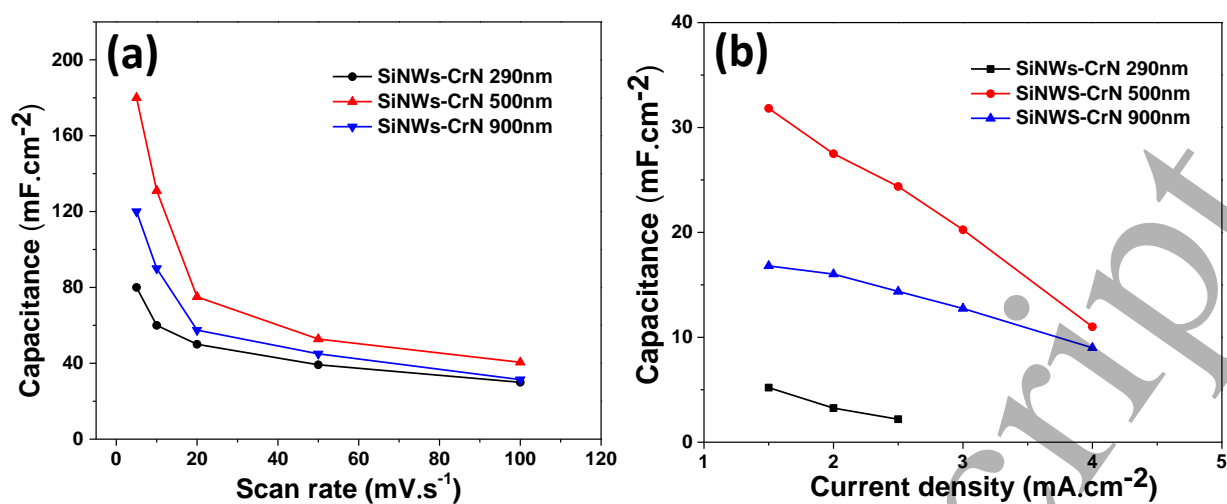 (a)
SiNWs-CrN 290nm
SiNWs-CrN 500nm
SiNWs-CrN 900nm
200
160
120
80
40
0
Capacitance (mF.cm⁻²)
0 20 40 60 80 100 120
Scan rate (mV.s⁻¹)
(b)
SiNWs-CrN 290nm
SiNWS-CrN 500nm
SiNWS-CrN 900nm
40
30
20
10
0
Capacitance (mF.cm⁻²)
1 2 3 4 5
Current density (mA.cm⁻²)